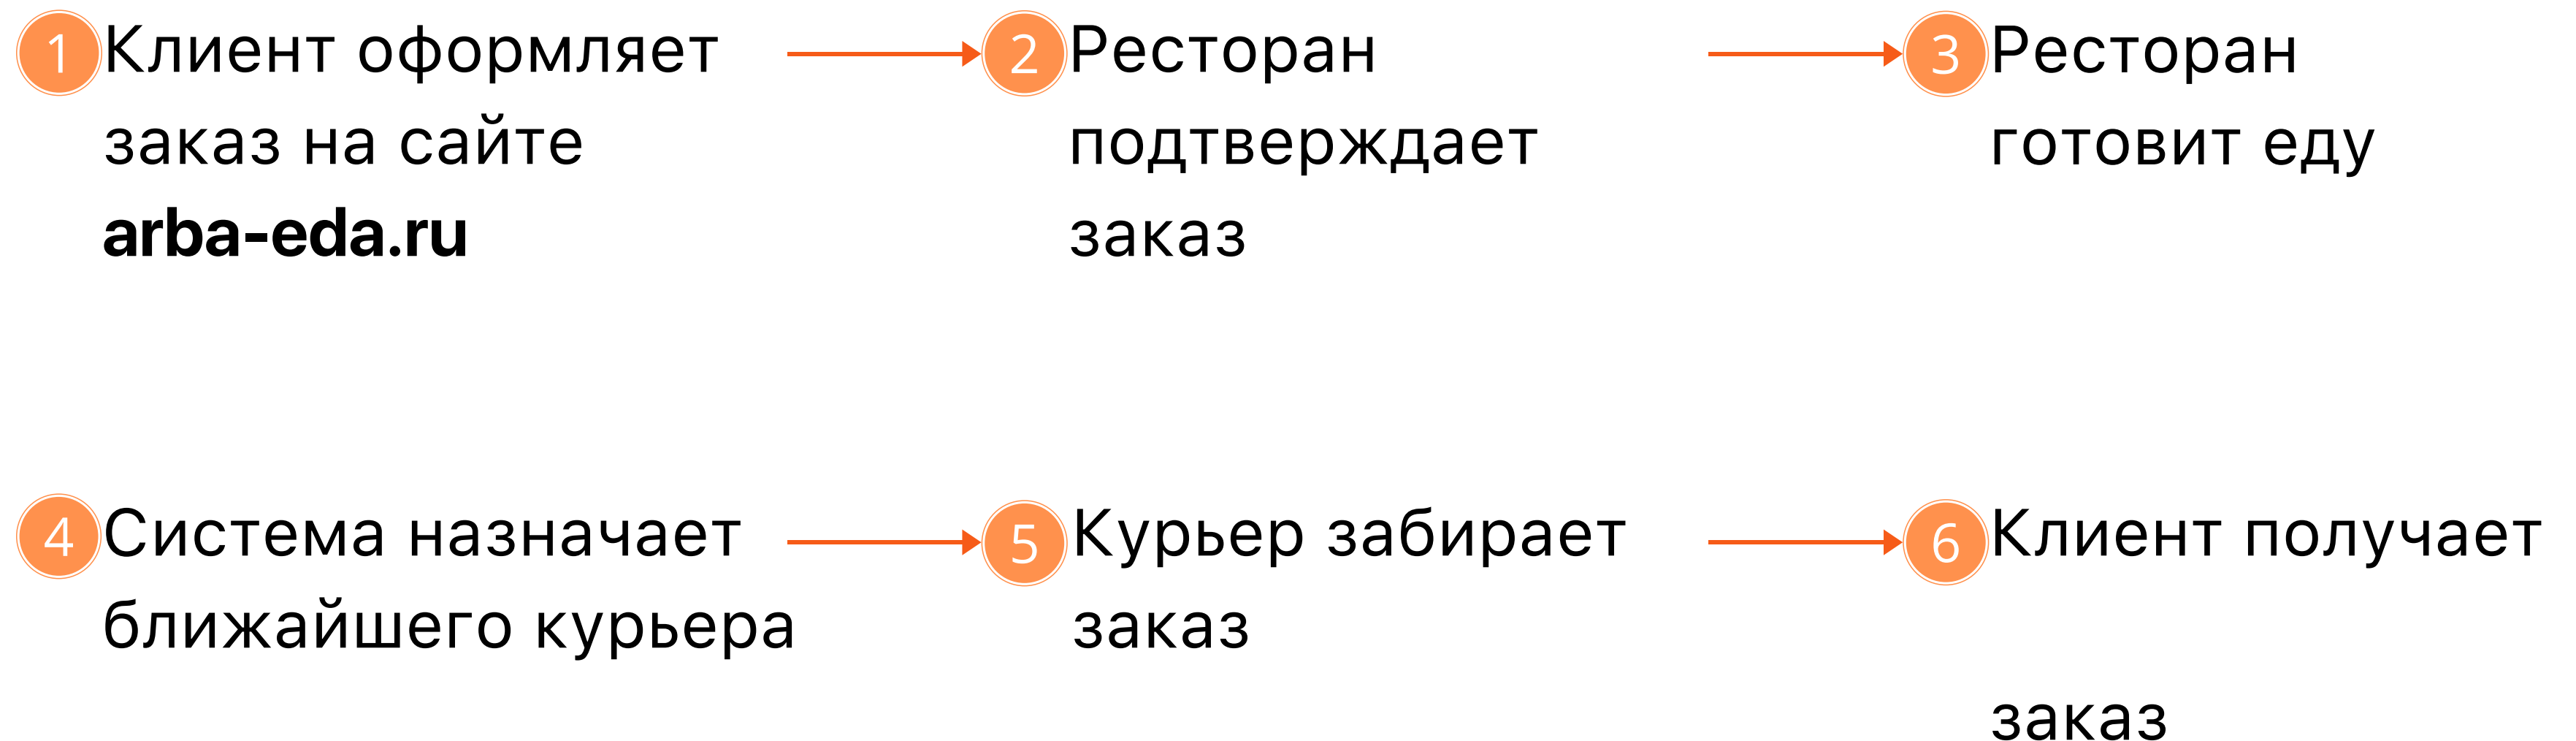 1 Клиент оформляет
заказ на сайте
arba-eda.ru
2 Ресторан
подтверждает
заказ
3 Ресторан
готовит еду
4 Система назначает
ближайшего курьера
5 Курьер забирает
заказ
6 Клиент получает
заказ